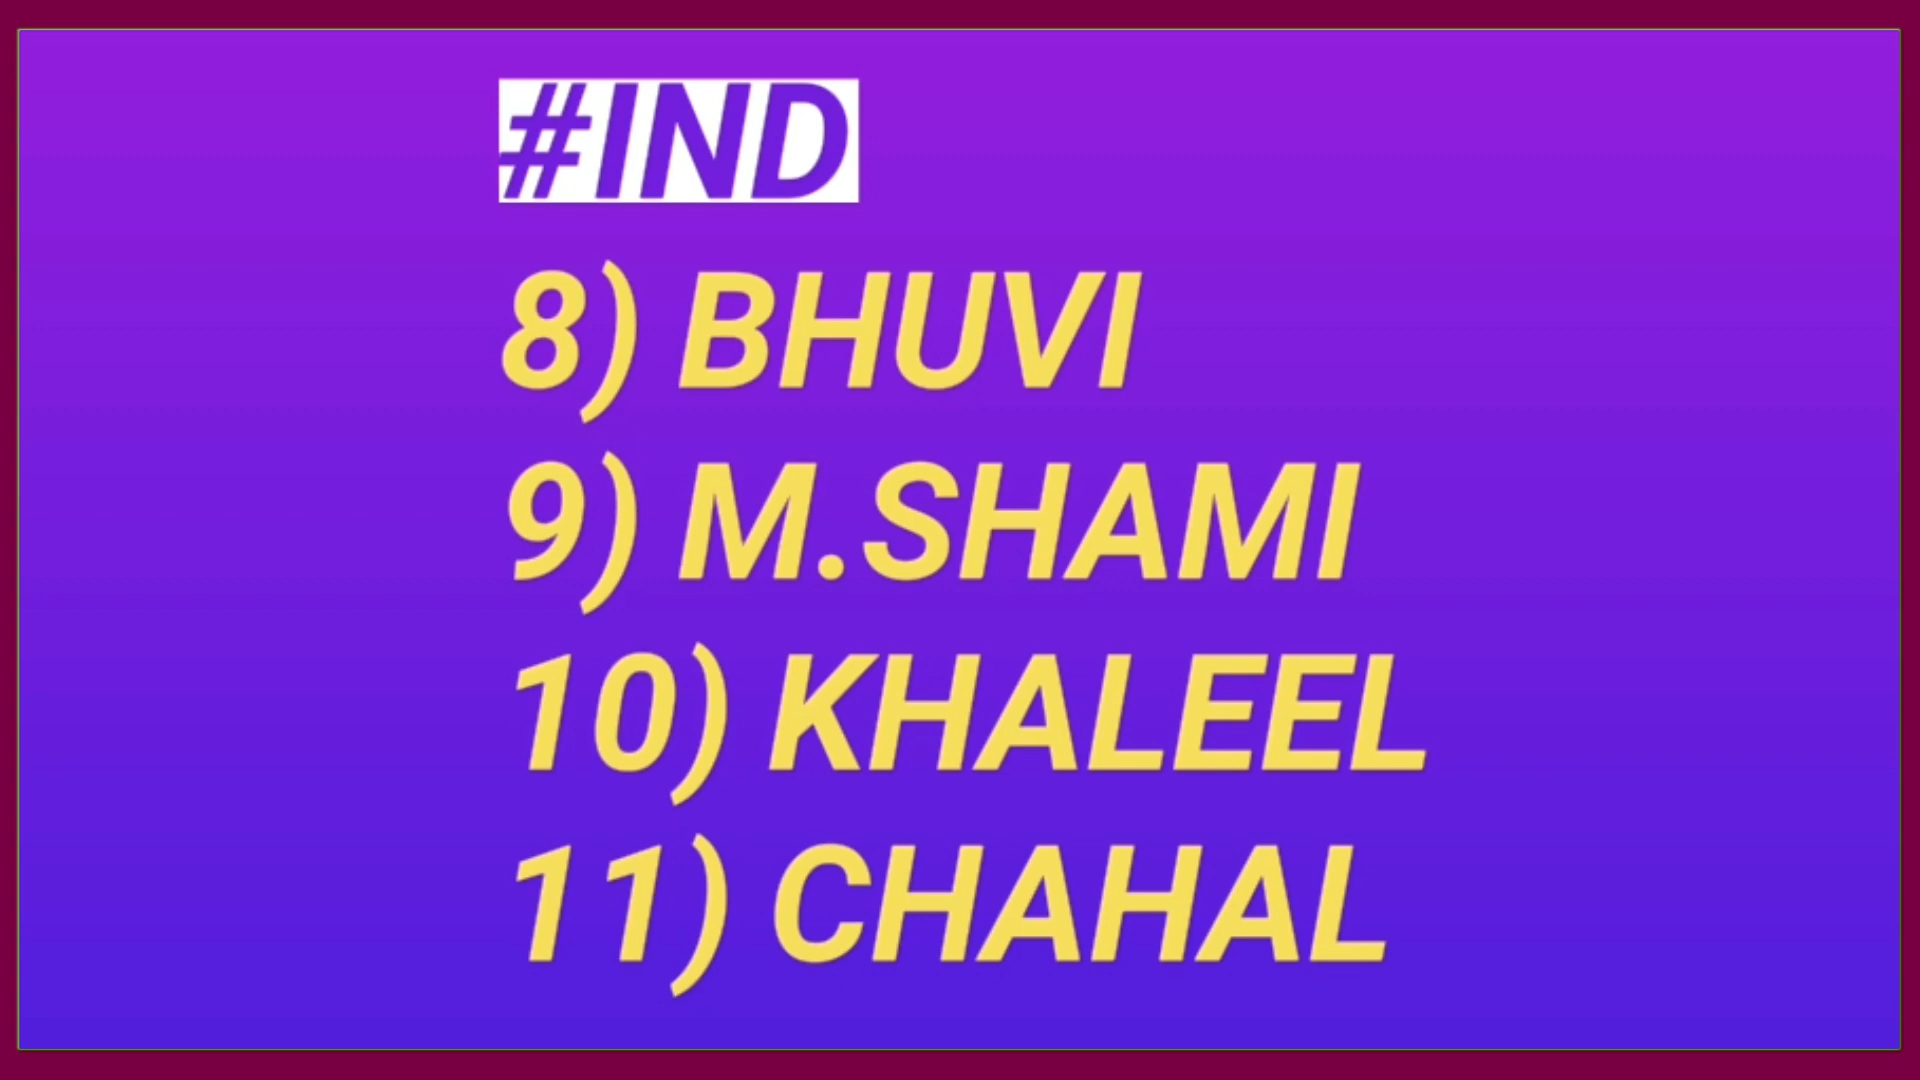 #IND
8) BHUVI
9) M.SHAMI
10) KHALEEL
11) CHAHAL